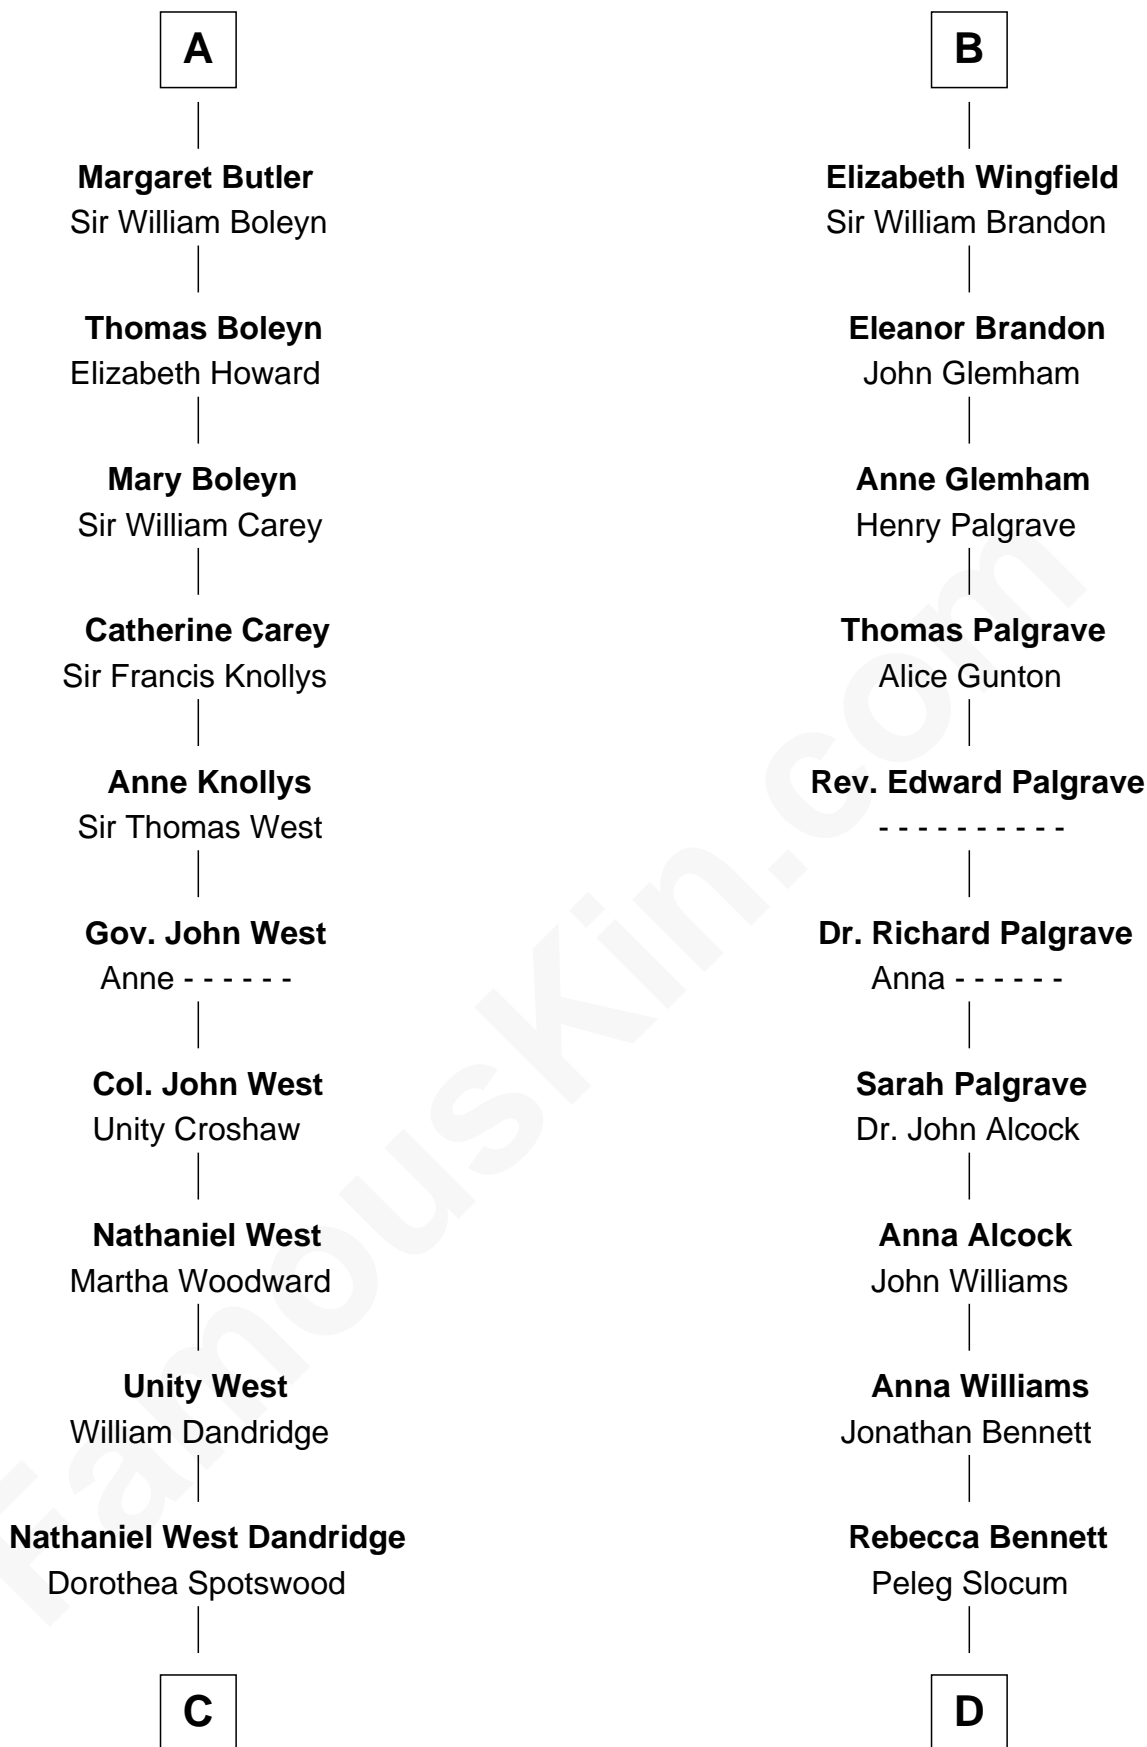 A
Margaret Butler
Sir William Boleyn
Thomas Boleyn
Elizabeth Howard
Mary Boleyn
Sir William Carey
Catherine Carey
Sir Francis Knollys
Anne Knollys
Sir Thomas West
Gov. John West
Anne - - - - - -
Col. John West
Unity Croshaw
Nathaniel West
Martha Woodward
Unity West
William Dandridge
Nathaniel West Dandridge
Dorothea Spotswood
C
B
Elizabeth Wingfield
Sir William Brandon
Eleanor Brandon
John Glemham
Anne Glemham
Henry Palgrave
Thomas Palgrave
Alice Gunton
Rev. Edward Palgrave
- - - - - - - - - -
Dr. Richard Palgrave
Anna - - - - - -
Sarah Palgrave
Dr. John Alcock
Anna Alcock
John Williams
Anna Williams
Jonathan Bennett
Rebecca Bennett
Peleg Slocum
D
FamousKin.com